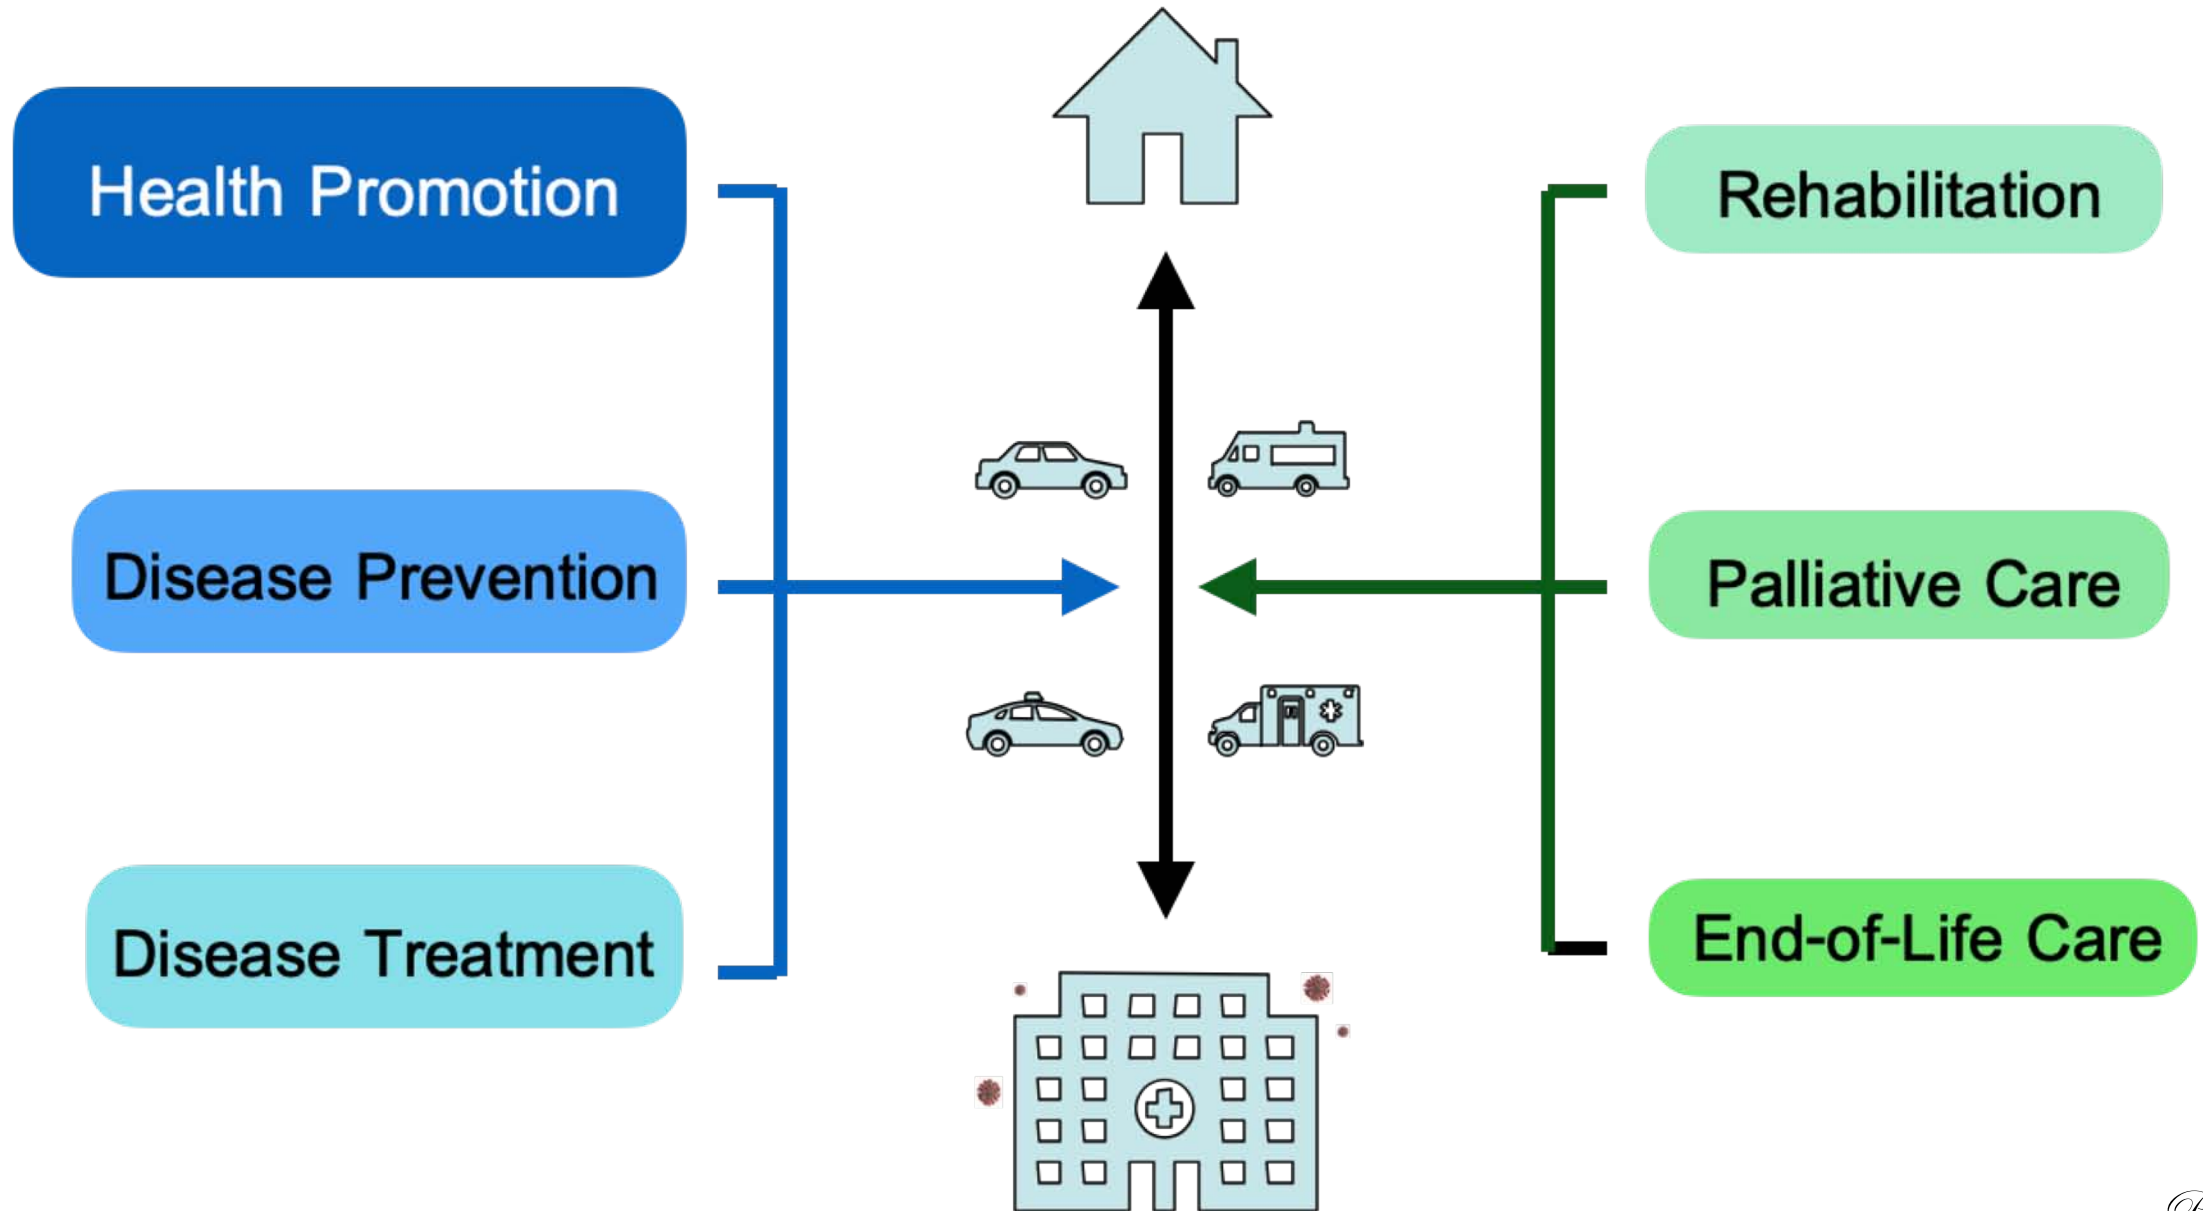 Health Promotion
Disease Prevention
Disease Treatment
Rehabilitation
Palliative Care
End-of-Life Care